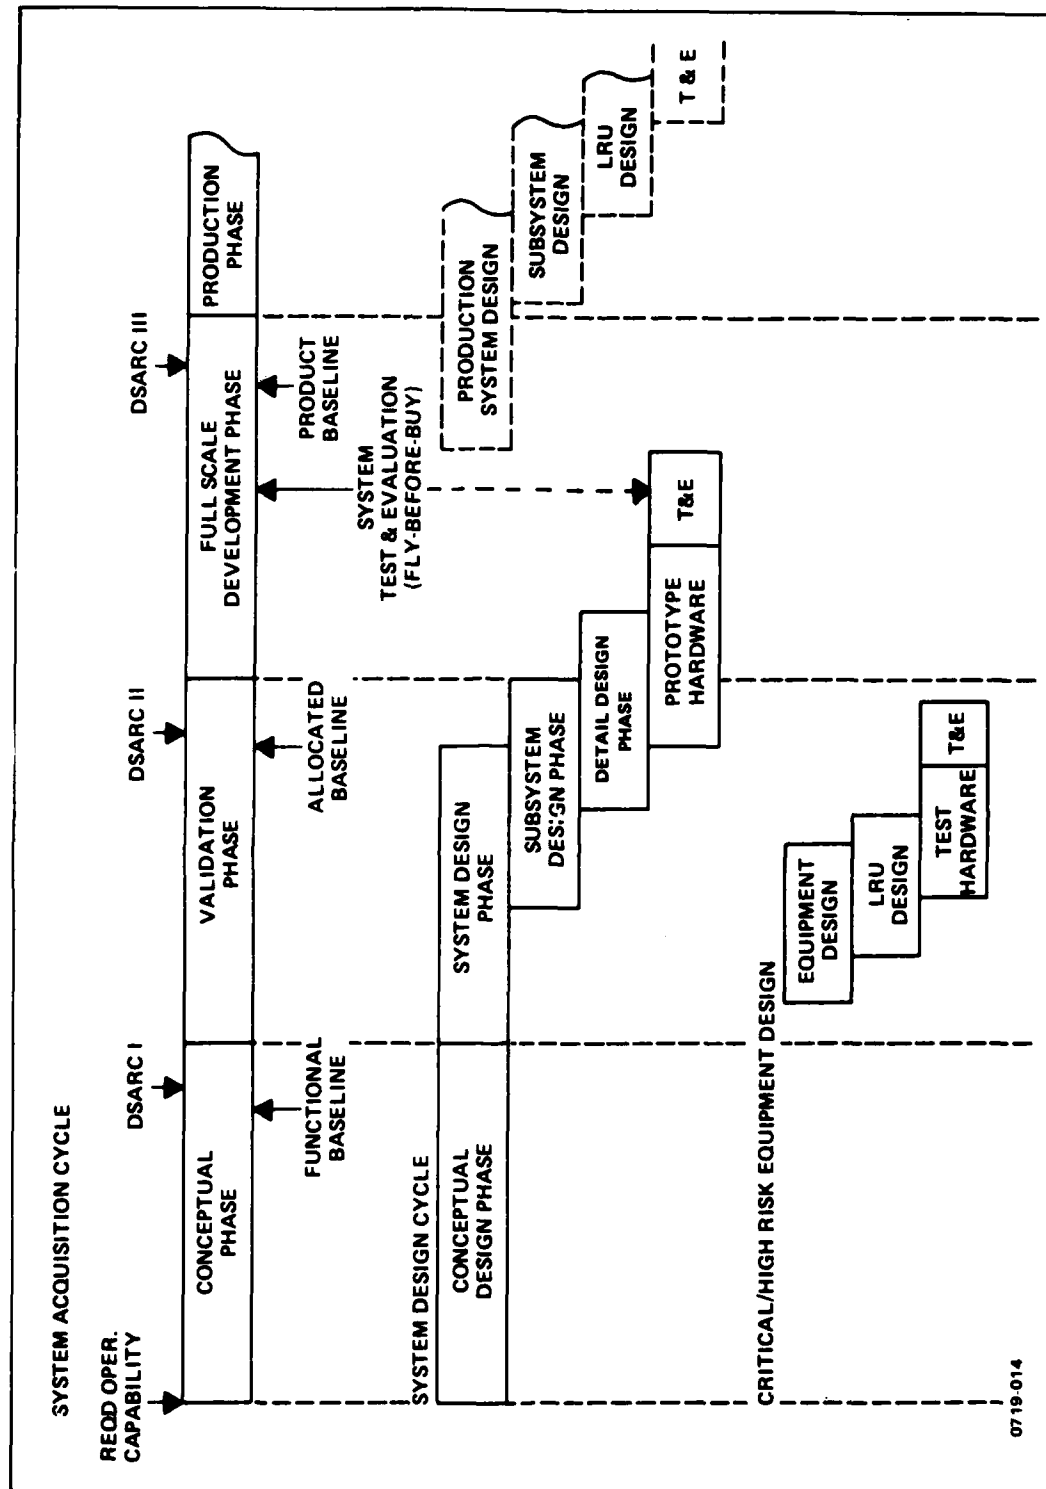 SYSTEM ACQUISITION CYCLE
REQD OPER.
CAPABILITY
DSARC I
DSARC II
DSARC III
CONCEPTUAL
PHASE
VALIDATION
PHASE
FULL SCALE
DEVELOPMENT PHASE
PRODUCTION
PHASE
FUNCTIONAL
BASELINE
ALLOCATED
BASELINE
SYSTEM
TEST & EVALUATION
(FLY-BEFORE-BUY)
PRODUCT
BASELINE
SYSTEM DESIGN CYCLE
CONCEPTUAL
DESIGN PHASE
SYSTEM DESIGN
PHASE
SUBSYSTEM
DESIGN PHASE
DETAIL DESIGN
PHASE
PROTOTYPE
HARDWARE
T&E
PRODUCTION
SYSTEM DESIGN
SUBSYSTEM
DESIGN
LRU
DESIGN
T & E
CRITICAL/HIGH RISK EQUIPMENT DESIGN
EQUIPMENT
DESIGN
LRU
DESIGN
TEST
HARDWARE
T&E
0719-014